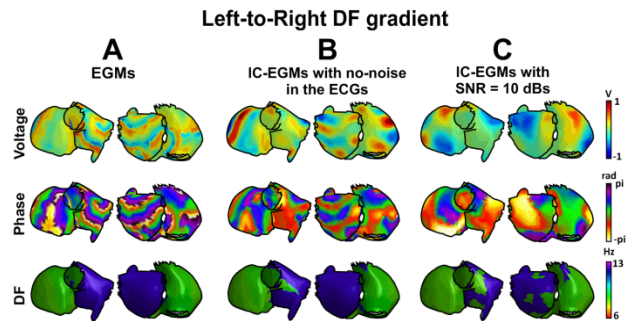 Left-to-Right DF gradient
A
EGMs
B
IC-EGMs with no-noise
in the ECGs
C
IC-EGMs with
SNR = 10 dBs
Voltage
V
1
-1
Phase
rad
pi
-pi
DF
Hz
13
6